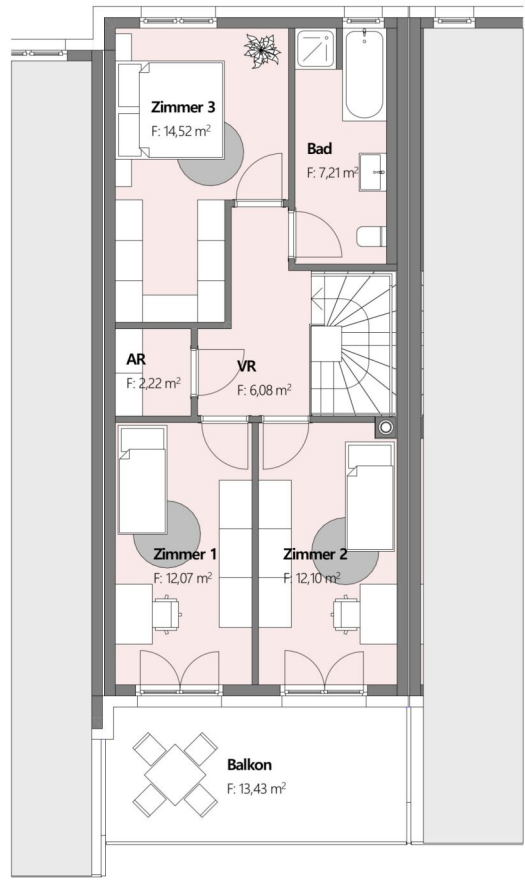 Zimmer 3
F: 14,52 m²
Bad
F: 7,21 m²
AR
F: 2,22 m²
VR
F: 6,08 m²
Zimmer 1
F: 12,07 m²
Zimmer 2
F: 12,10 m²
Balkon
F: 13,43 m²